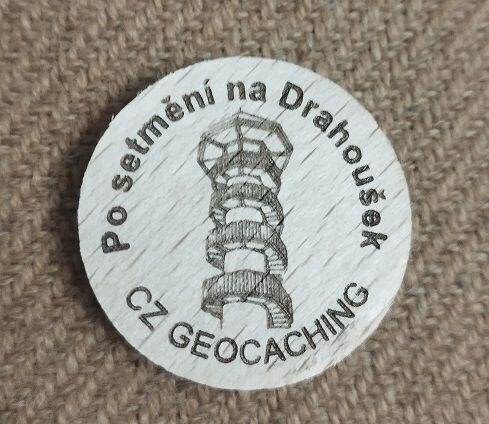 Po setmění na Drahoušek
CZ GEOCACHING